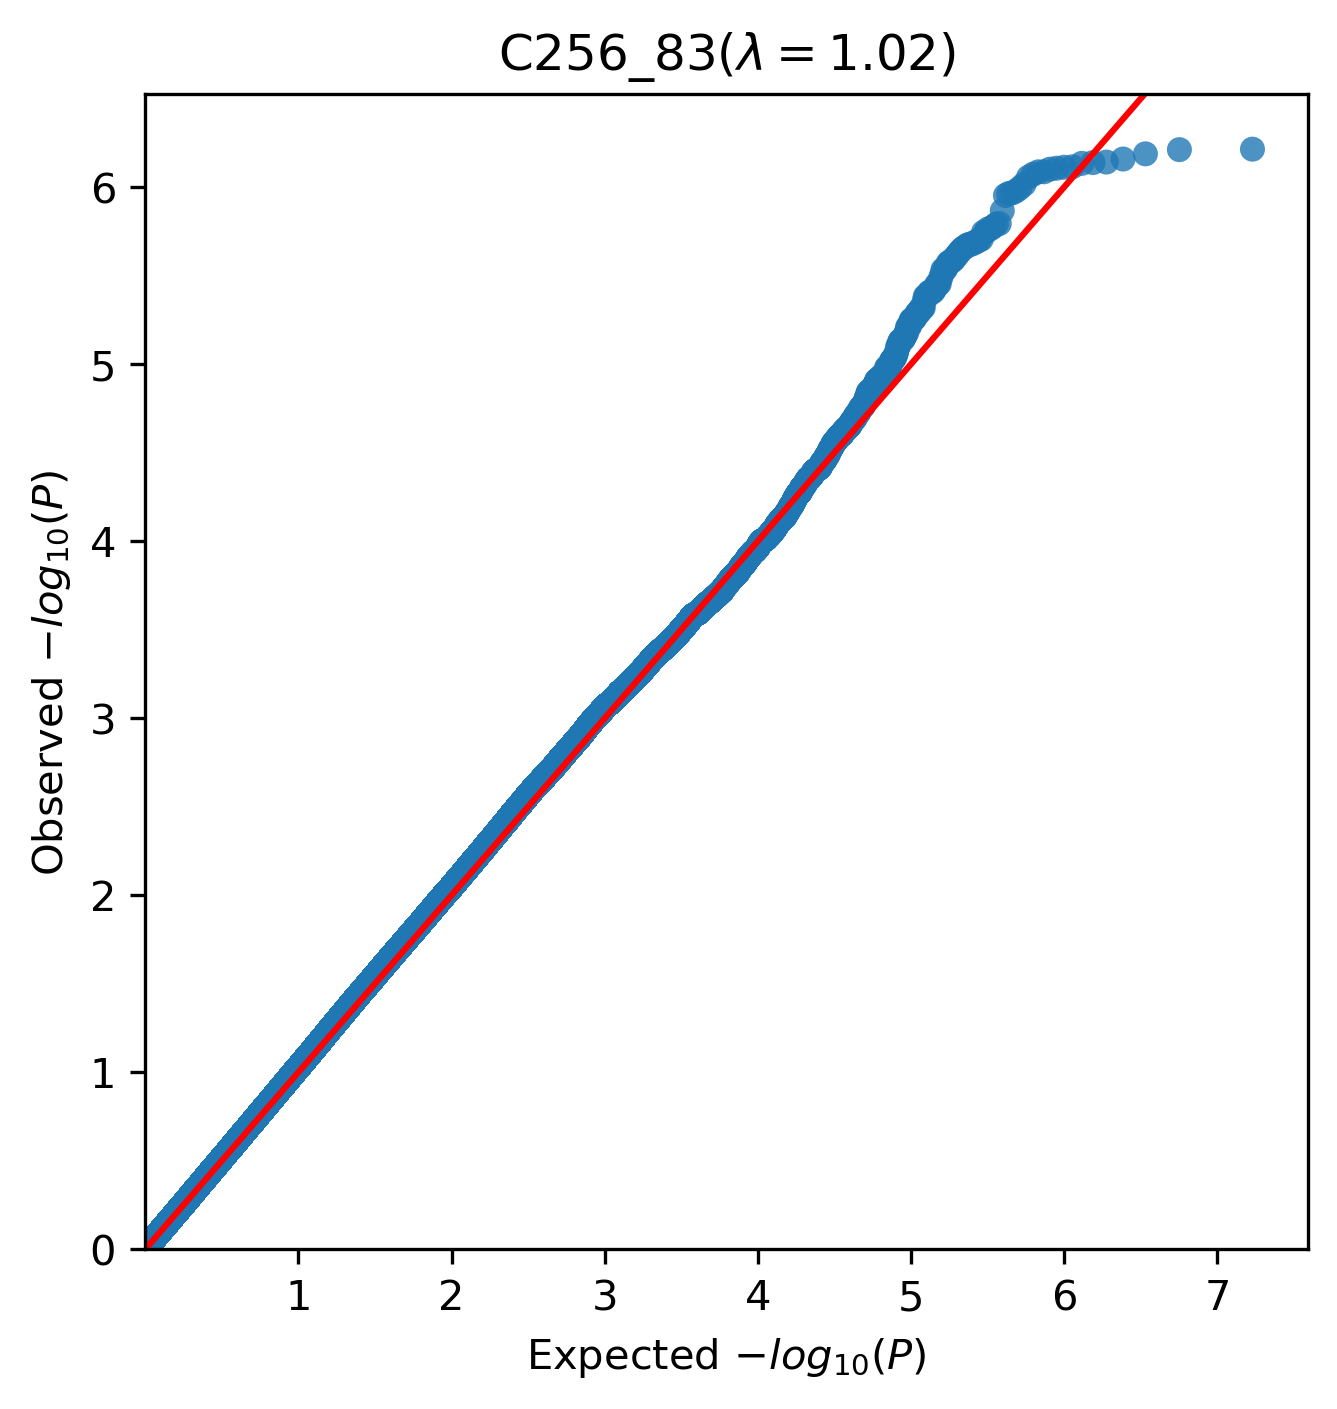 C256_83(λ = 1.02)
Observed −log₁₀(P)
6
5
4
3
2
1
0
1 2 3 4 5 6 7
Expected −log₁₀(P)